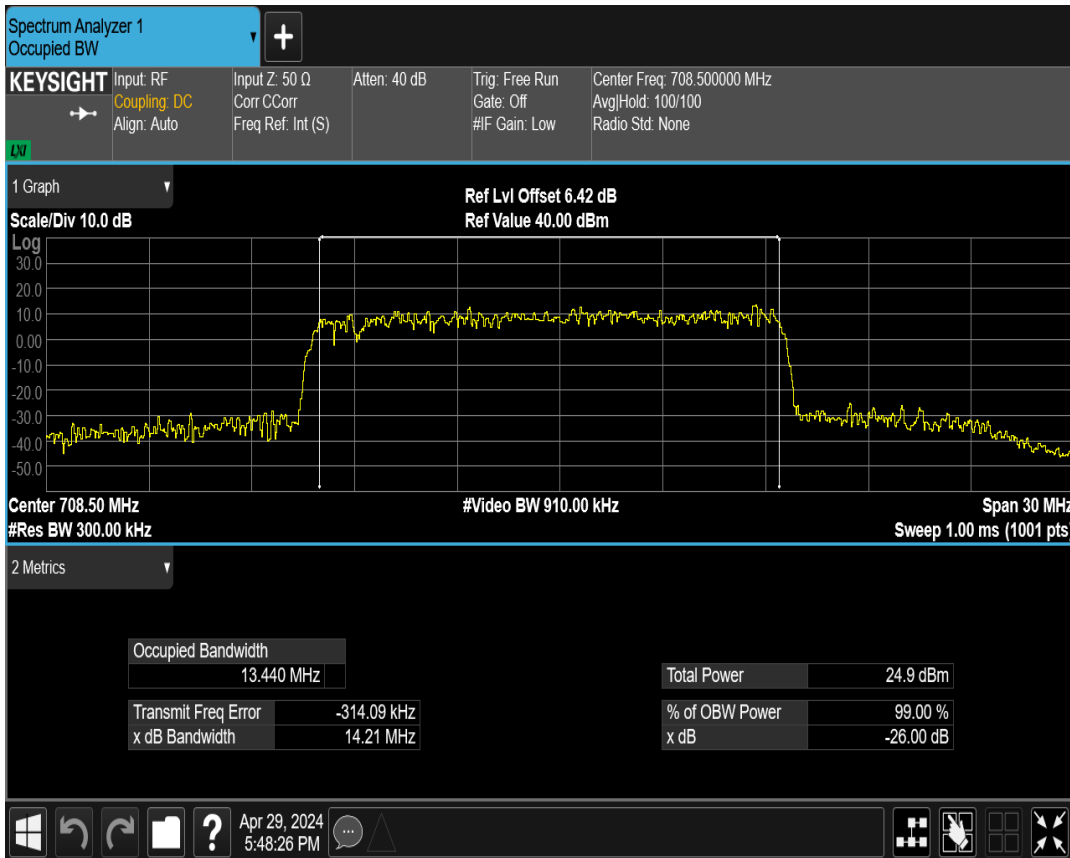 Spectrum Analyzer 1
Occupied BW
KEYSIGHT
LXI
Input: RF
Coupling: DC
Align: Auto
Input Z: 50 Ω
Corr CCorr
Freq Ref: Int (S)
Atten: 40 dB
Trig: Free Run
Gate: Off
#IF Gain: Low
Center Freq: 708.500000 MHz
Avg|Hold: 100/100
Radio Std: None
1 Graph
Scale/Div 10.0 dB
Ref Lvl Offset 6.42 dB
Ref Value 40.00 dBm
Log
30.0
20.0
10.0
0.00
-10.0
-20.0
-30.0
-40.0
-50.0
Center 708.50 MHz
#Res BW 300.00 kHz
#Video BW 910.00 kHz
Span 30 MHz
Sweep 1.00 ms (1001 pts)
2 Metrics
Occupied Bandwidth
13.440 MHz
Transmit Freq Error -314.09 kHz
x dB Bandwidth 14.21 MHz
Total Power 24.9 dBm
% of OBW Power 99.00 %
x dB -26.00 dB
Apr 29, 2024
5:48:26 PM